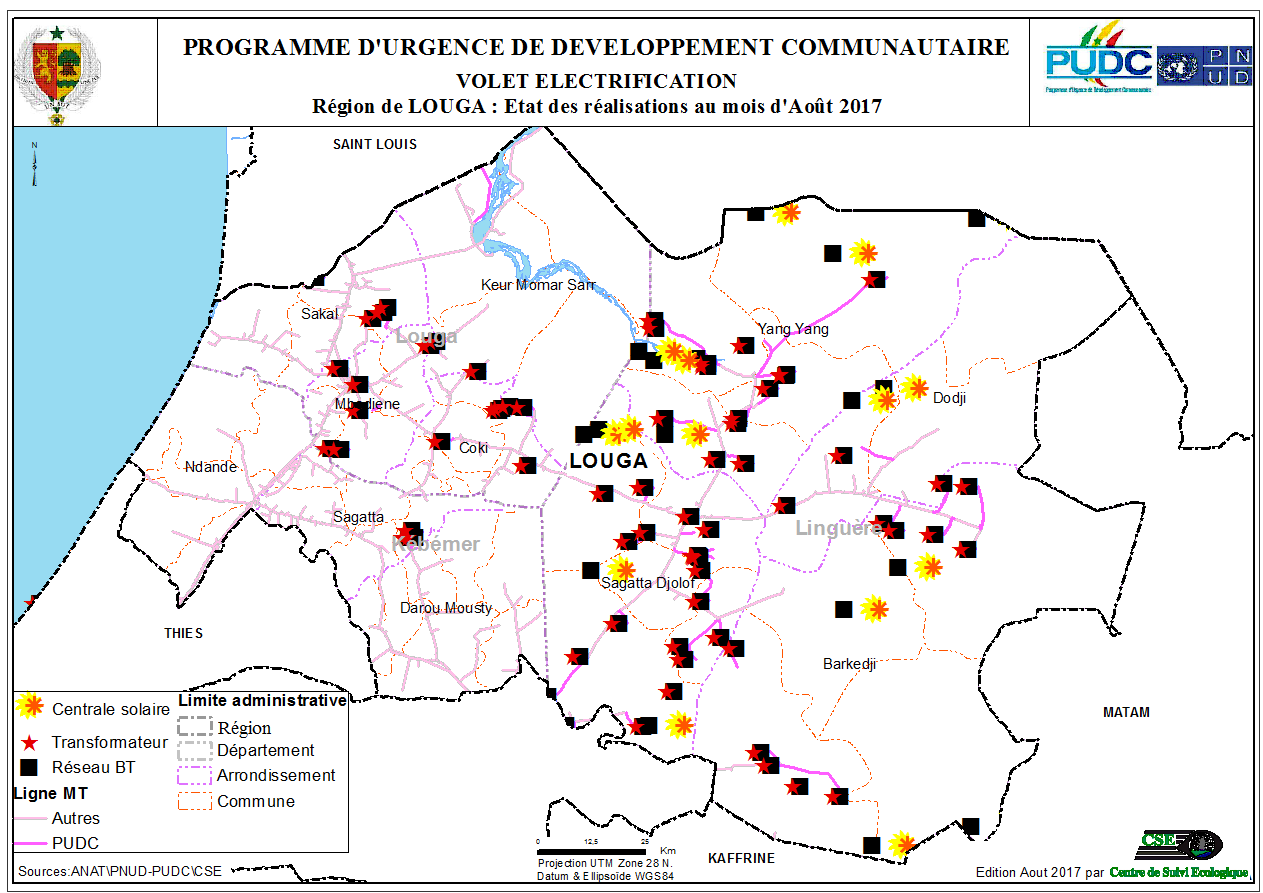 PROGRAMME D'URGENCE DE DEVELOPPEMENT COMMUNAUTAIRE
VOLET ELECTRIFICATION
Région de LOUGA : Etat des réalisations au mois d'Août 2017
PUDC
Programme d'Urgence de Développement Communautaire
P N
U D
N
SAINT LOUIS
Keur Momar Sarr
Sakal
Louga
Yang Yang
Mbediene
Dodji
Coki
LOUGA
Ndande
Sagatta
Kébémer
Linguère
Sagatta Djolof
Darou Mousty
THIES
Barkedji
MATAM
KAFFRINE
Centrale solaire
Transformateur
Réseau BT
Ligne MT
Autres
PUDC
Limite administrative
Région
Département
Arrondissement
Commune
Sources:ANAT\PNUD-PUDC\CSE
0 12,5 25
Km
Projection UTM Zone 28 N.
Datum & Ellipsoïde WGS84
CSE
Edition Aout 2017 par Centre de Suivi Ecologique